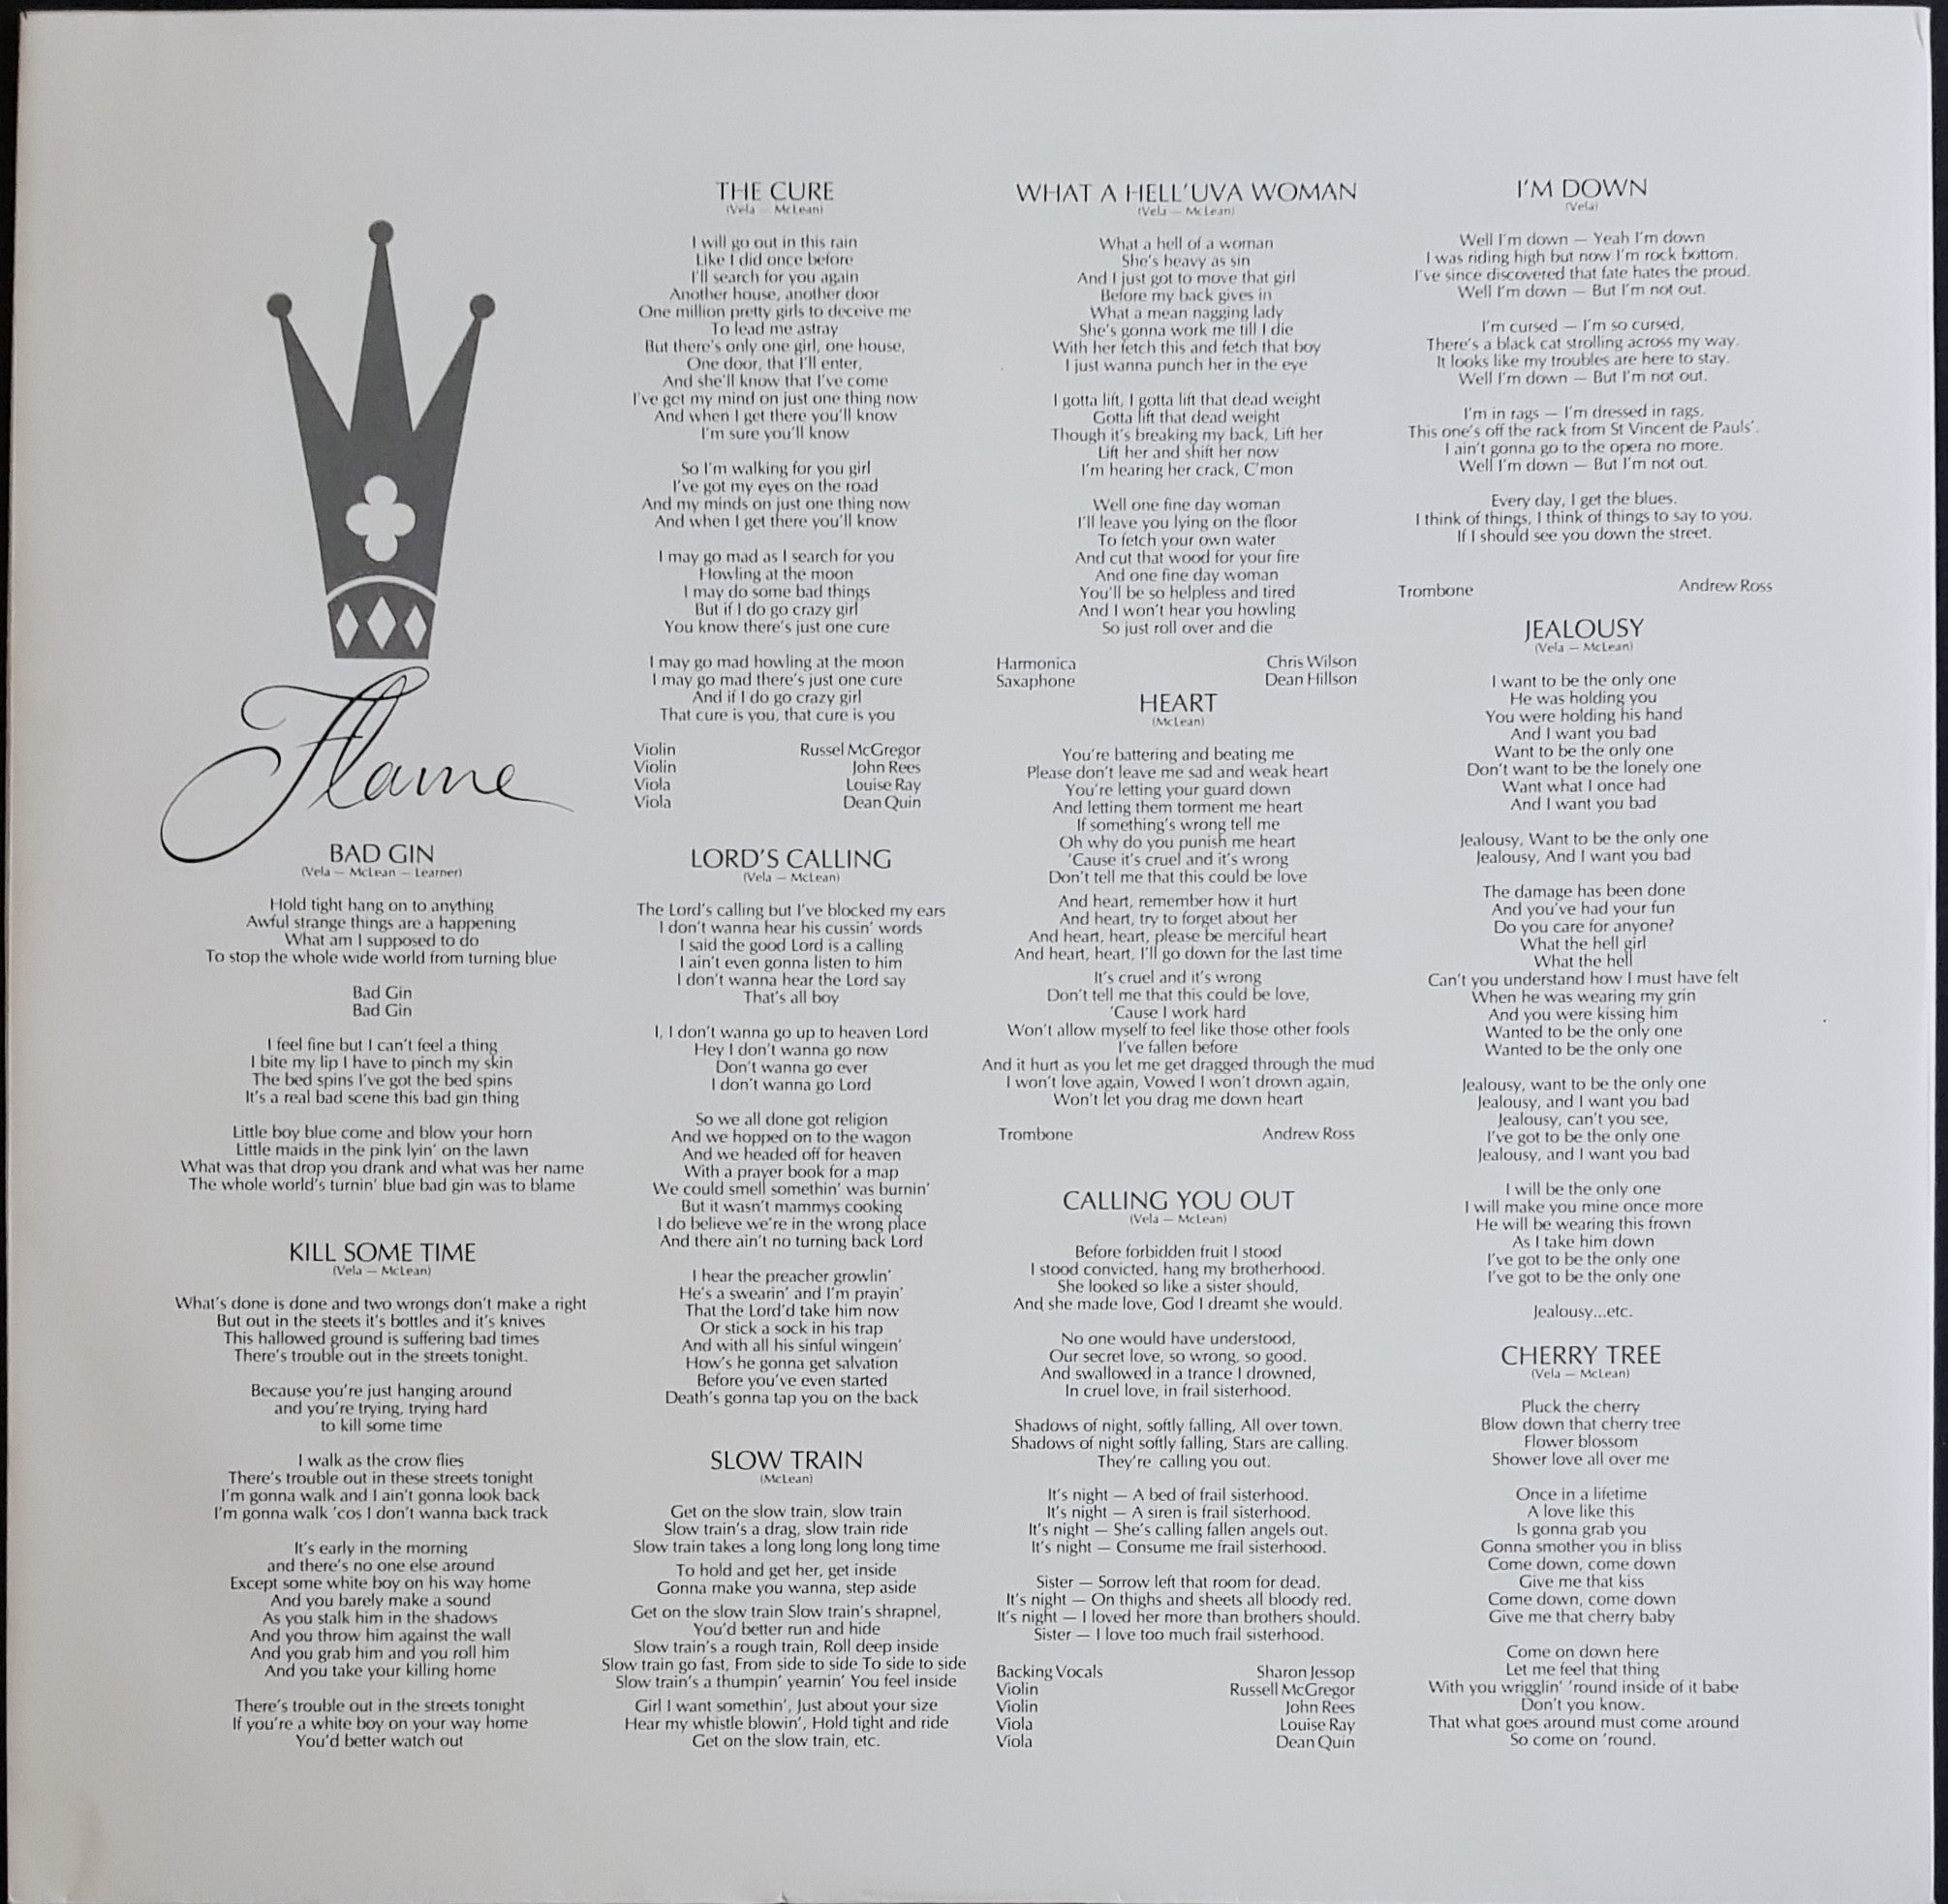 Flame
BAD GIN
(Vela — McLean — Learner)
Hold tight hang on to anything
Awful strange things are a happening
What am I supposed to do
To stop the whole wide world from turning blue
Bad Gin
Bad Gin
I feel fine but I can't feel a thing
I bite my lip I have to pinch my skin
The bed spins I've got the bed spins
It's a real bad scene this bad gin thing
Little boy blue come and blow your horn
Little maids in the pink lyin' on the lawn
What was that drop you drank and what was her name
The whole world's turnin' blue bad gin was to blame
KILL SOME TIME
(Vela — McLean)
What's done is done and two wrongs don't make a right
But out in the steets it's bottles and it's knives
This hallowed ground is suffering bad times
There's trouble out in the streets tonight.
Because you're just hanging around
and you're trying, trying hard
to kill some time
I walk as the crow flies
There's trouble out in these streets tonight
I'm gonna walk and I ain't gonna look back
I'm gonna walk 'cos I don't wanna back track
It's early in the morning
and there's no one else around
Except some white boy on his way home
And you barely make a sound
As you stalk him in the shadows
And you throw him against the wall
And you grab him and you roll him
And you take your killing home
There's trouble out in the streets tonight
If you're a white boy on your way home
You'd better watch out
THE CURE
(Vela — McLean)
I will go out in this rain
Like I did once before
I'll search for you again
Another house, another door
One million pretty girls to deceive me
To lead me astray
But there's only one girl, one house,
One door, that I'll enter,
And she'll know that I've come
I've get my mind on just one thing now
And when I get there you'll know
I'm sure you'll know
So I'm walking for you girl
I've got my eyes on the road
And my minds on just one thing now
And when I get there you'll know
I may go mad as I search for you
Howling at the moon
I may do some bad things
But if I do go crazy girl
You know there's just one cure
I may go mad howling at the moon
I may go mad there's just one cure
And if I do go crazy girl
That cure is you, that cure is you
Violin Russel McGregor
Violin John Rees
Viola Louise Ray
Viola Dean Quin
LORD'S CALLING
(Vela — McLean)
The Lord's calling but I've blocked my ears
I don't wanna hear his cussin' words
I said the good Lord is a calling
I ain't even gonna listen to him
I don't wanna hear the Lord say
That's all boy
I, I don't wanna go up to heaven Lord
Hey I don't wanna go now
Don't wanna go ever
I don't wanna go Lord
So we all done got religion
And we hopped on to the wagon
And we headed off for heaven
With a prayer book for a map
We could smell somethin' was burnin'
But it wasn't mammys cooking
I do believe we're in the wrong place
And there ain't no turning back Lord
I hear the preacher growlin'
He's a swearin' and I'm prayin'
That the Lord'd take him now
Or stick a sock in his trap
And with all his sinful wingein'
How's he gonna get salvation
Before you've even started
Death's gonna tap you on the back
SLOW TRAIN
(McLean)
Get on the slow train, slow train
Slow train's a drag, slow train ride
Slow train takes a long long long long time
To hold and get her, get inside
Gonna make you wanna, step aside
Get on the slow train Slow train's shrapnel,
You'd better run and hide
Slow train's a rough train, Roll deep inside
Slow train go fast, From side to side To side to side
Slow train's a thumpin' yearnin' You feel inside
Girl I want somethin', Just about your size
Hear my whistle blowin', Hold tight and ride
Get on the slow train, etc.
WHAT A HELL'UVA WOMAN
(Vela — McLean)
What a hell of a woman
She's heavy as sin
And I just got to move that girl
Before my back gives in
What a mean nagging lady
She's gonna work me till I die
With her fetch this and fetch that boy
I just wanna punch her in the eye
I gotta lift, I gotta lift that dead weight
Gotta lift that dead weight
Though it's breaking my back, Lift her
Lift her and shift her now
I'm hearing her crack, C'mon
Well one fine day woman
I'll leave you lying on the floor
To fetch your own water
And cut that wood for your fire
And one fine day woman
You'll be so helpless and tired
And I won't hear you howling
So just roll over and die
Harmonica Chris Wilson
Saxaphone Dean Hillson
HEART
(McLean)
You're battering and beating me
Please don't leave me sad and weak heart
You're letting your guard down
And letting them torment me heart
If something's wrong tell me
Oh why do you punish me heart
'Cause it's cruel and it's wrong
Don't tell me that this could be love
And heart, remember how it hurt
And heart, try to forget about her
And heart, heart, please be merciful heart
And heart, heart, I'll go down for the last time
It's cruel and it's wrong
Don't tell me that this could be love,
'Cause I work hard
Won't allow myself to feel like those other fools
I've fallen before
And it hurt as you let me get dragged through the mud
I won't love again, Vowed I won't drown again,
Won't let you drag me down heart
Trombone Andrew Ross
CALLING YOU OUT
(Vela — McLean)
Before forbidden fruit I stood
I stood convicted, hang my brotherhood.
She looked so like a sister should,
And she made love, God I dreamt she would.
No one would have understood,
Our secret love, so wrong, so good.
And swallowed in a trance I drowned,
In cruel love, in frail sisterhood.
Shadows of night, softly falling, All over town.
Shadows of night softly falling, Stars are calling.
They're calling you out.
It's night — A bed of frail sisterhood.
It's night — A siren is frail sisterhood.
It's night — She's calling fallen angels out.
It's night — Consume me frail sisterhood.
Sister — Sorrow left that room for dead.
It's night — On thighs and sheets all bloody red.
It's night — I loved her more than brothers should.
Sister — I love too much frail sisterhood.
Backing Vocals Sharon Jessop
Violin Russell McGregor
Violin John Rees
Viola Louise Ray
Viola Dean Quin
I'M DOWN
(Vela)
Well I'm down — Yeah I'm down
I was riding high but now I'm rock bottom.
I've since discovered that fate hates the proud.
Well I'm down — But I'm not out.
I'm cursed — I'm so cursed,
There's a black cat strolling across my way.
It looks like my troubles are here to stay.
Well I'm down — But I'm not out.
I'm in rags — I'm dressed in rags,
This one's off the rack from St Vincent de Pauls'.
I ain't gonna go to the opera no more.
Well I'm down — But I'm not out.
Every day, I get the blues.
I think of things, I think of things to say to you.
If I should see you down the street.
Trombone Andrew Ross
JEALOUSY
(Vela — McLean)
I want to be the only one
He was holding you
You were holding his hand
And I want you bad
Want to be the only one
Don't want to be the lonely one
Want what I once had
And I want you bad
Jealousy, Want to be the only one
Jealousy, And I want you bad
The damage has been done
And you've had your fun
Do you care for anyone?
What the hell girl
What the hell
Can't you understand how I must have felt
When he was wearing my grin
And you were kissing him
Wanted to be the only one
Wanted to be the only one
Jealousy, want to be the only one
Jealousy, and I want you bad
Jealousy, can't you see,
I've got to be the only one
Jealousy, and I want you bad
I will be the only one
I will make you mine once more
He will be wearing this frown
As I take him down
I've got to be the only one
I've got to be the only one
Jealousy...etc.
CHERRY TREE
(Vela — McLean)
Pluck the cherry
Blow down that cherry tree
Flower blossom
Shower love all over me
Once in a lifetime
A love like this
Is gonna grab you
Gonna smother you in bliss
Come down, come down
Give me that kiss
Come down, come down
Give me that cherry baby
Come on down here
Let me feel that thing
With you wrigglin' 'round inside of it babe
Don't you know.
That what goes around must come around
So come on 'round.